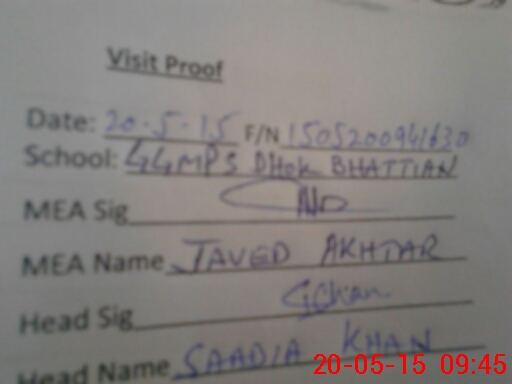 Visit Proof
Date: 20-5-15 F/N 1505200941630
School: GGMPS DHOK BHATTIAN
MEA Sig
MEA Name JAVED AKHTAR
Head Sig
Head Name SAADIA KHAN
20-05-15 09:45